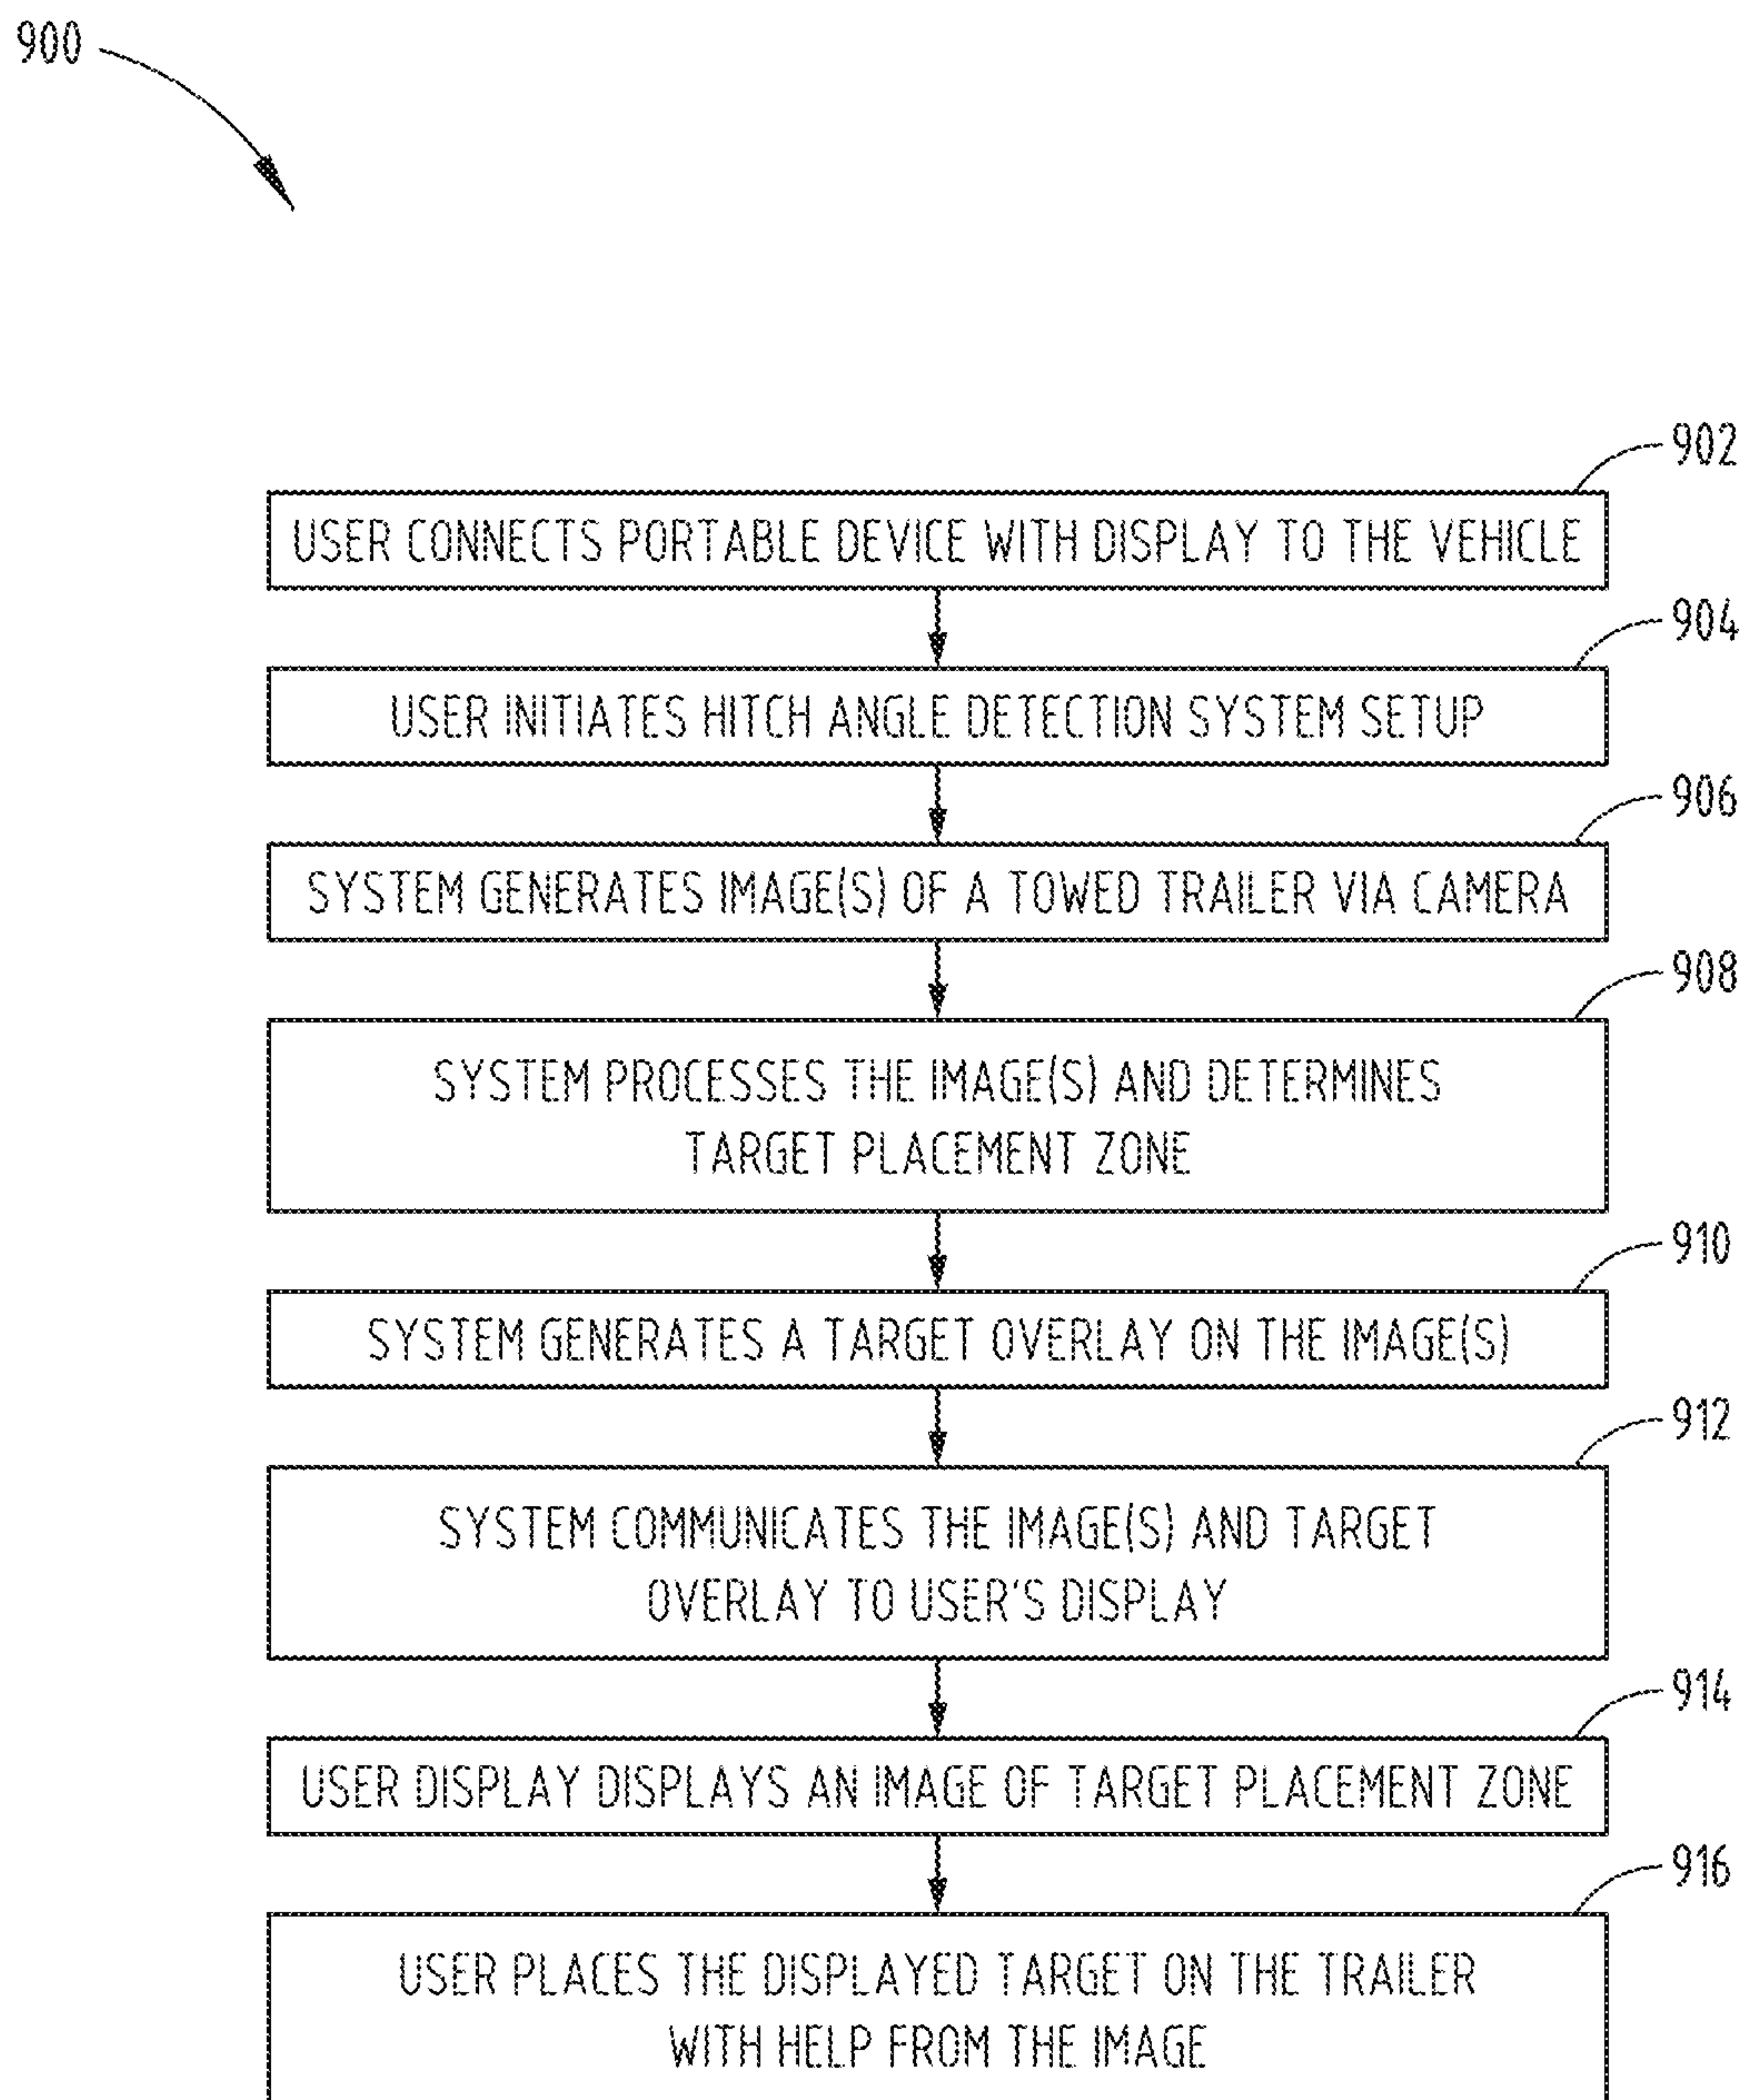 900
902
USER CONNECTS PORTABLE DEVICE WITH DISPLAY TO THE VEHICLE
904
USER INITIATES HITCH ANGLE DETECTION SYSTEM SETUP
906
SYSTEM GENERATES IMAGE(S) OF A TOWED TRAILER VIA CAMERA
908
SYSTEM PROCESSES THE IMAGE(S) AND DETERMINES
TARGET PLACEMENT ZONE
910
SYSTEM GENERATES A TARGET OVERLAY ON THE IMAGE(S)
912
SYSTEM COMMUNICATES THE IMAGE(S) AND TARGET
OVERLAY TO USER'S DISPLAY
914
USER DISPLAY DISPLAYS AN IMAGE OF TARGET PLACEMENT ZONE
916
USER PLACES THE DISPLAYED TARGET ON THE TRAILER
WITH HELP FROM THE IMAGE